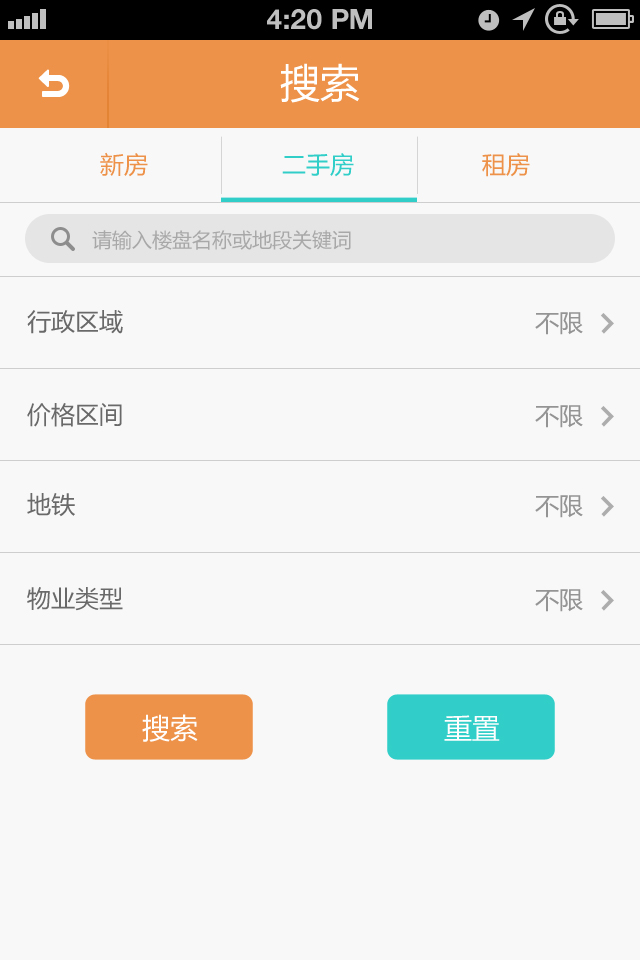 4:20 PM
搜索
新房 二手房 租房
请输入楼盘名称或地段关键词
行政区域 不限
价格区间 不限
地铁 不限
物业类型 不限
搜索 重置